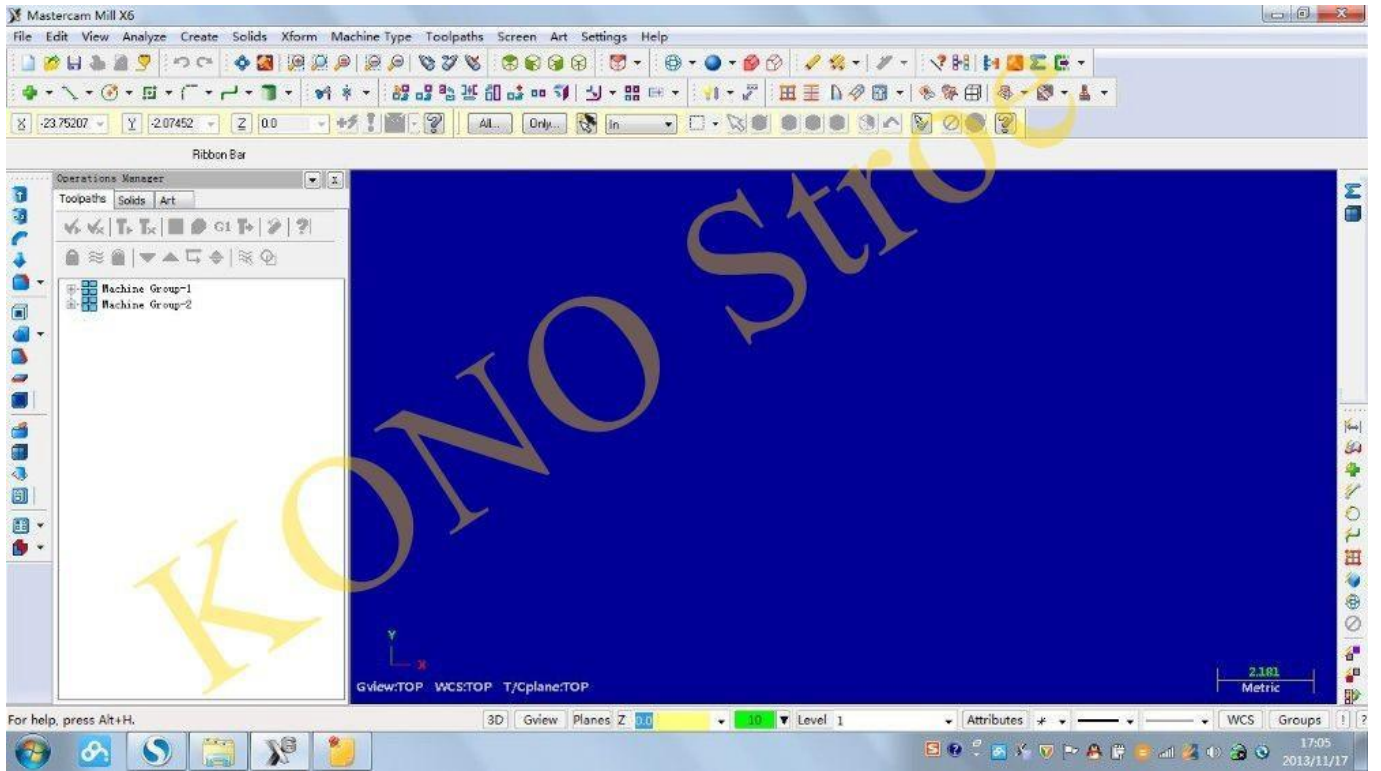 Mastercam Mill X6
File Edit View Analyze Create Solids Xform Machine Type Toolpaths Screen Art Settings Help
X -23.75207 Y -2.07452 Z 0.0 All... Only... In
Ribbon Bar
Operations Manager
Toolpaths Solids Art
G1
Machine Group-1
Machine Group-2
KONO Stroe
Y
X
Gview:TOP WCS:TOP T/Cplane:TOP
2.181
Metric
For help, press Alt+H.
3D Gview Planes Z 0.0 10 Level 1 Attributes WCS Groups
17:05
2013/11/17